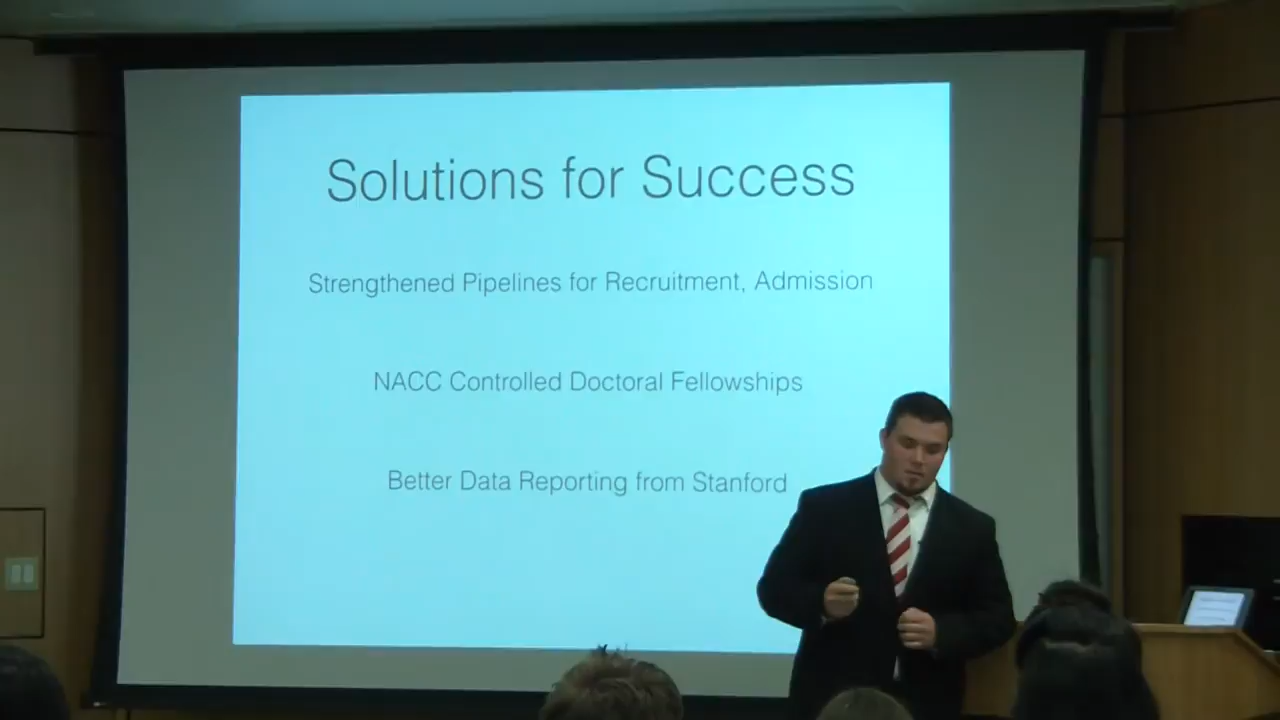 Solutions for Success
Strengthened Pipelines for Recruitment, Admission
NACC Controlled Doctoral Fellowships
Better Data Reporting from Stanford